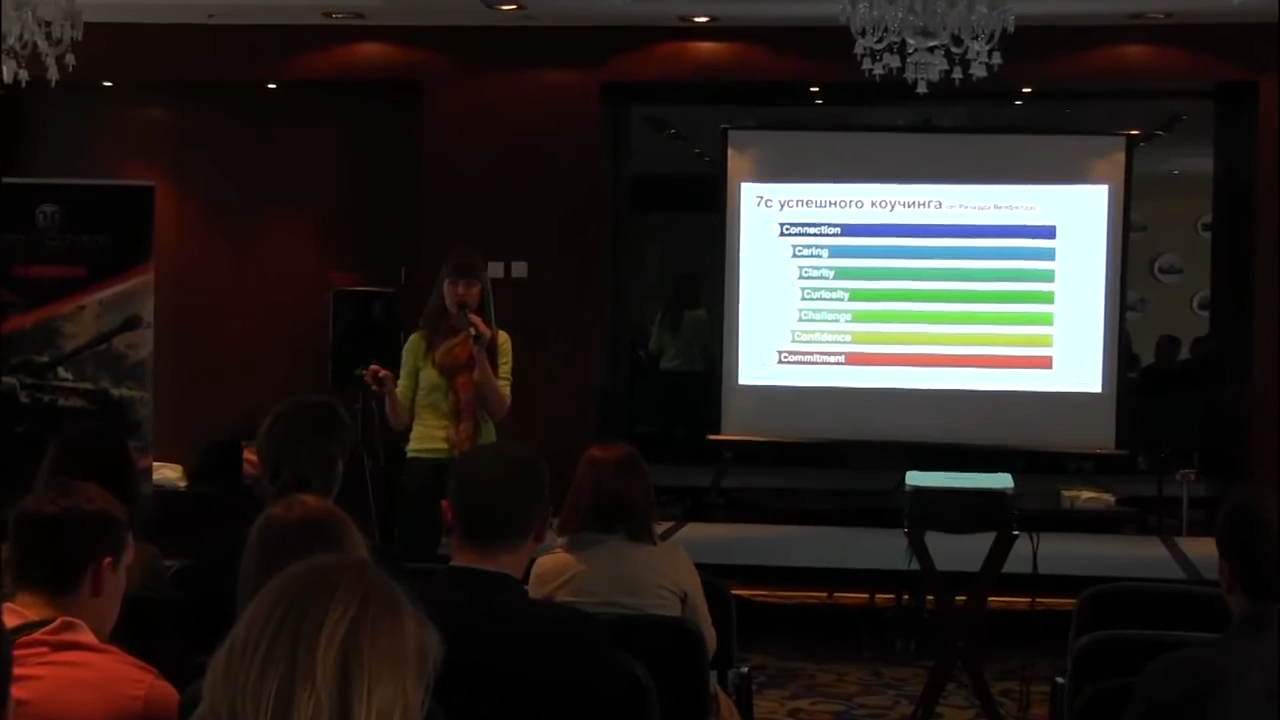 7с успешного коучинга
Connection
Caring
Clarity
Curiosity
Challenge
Confidence
Commitment